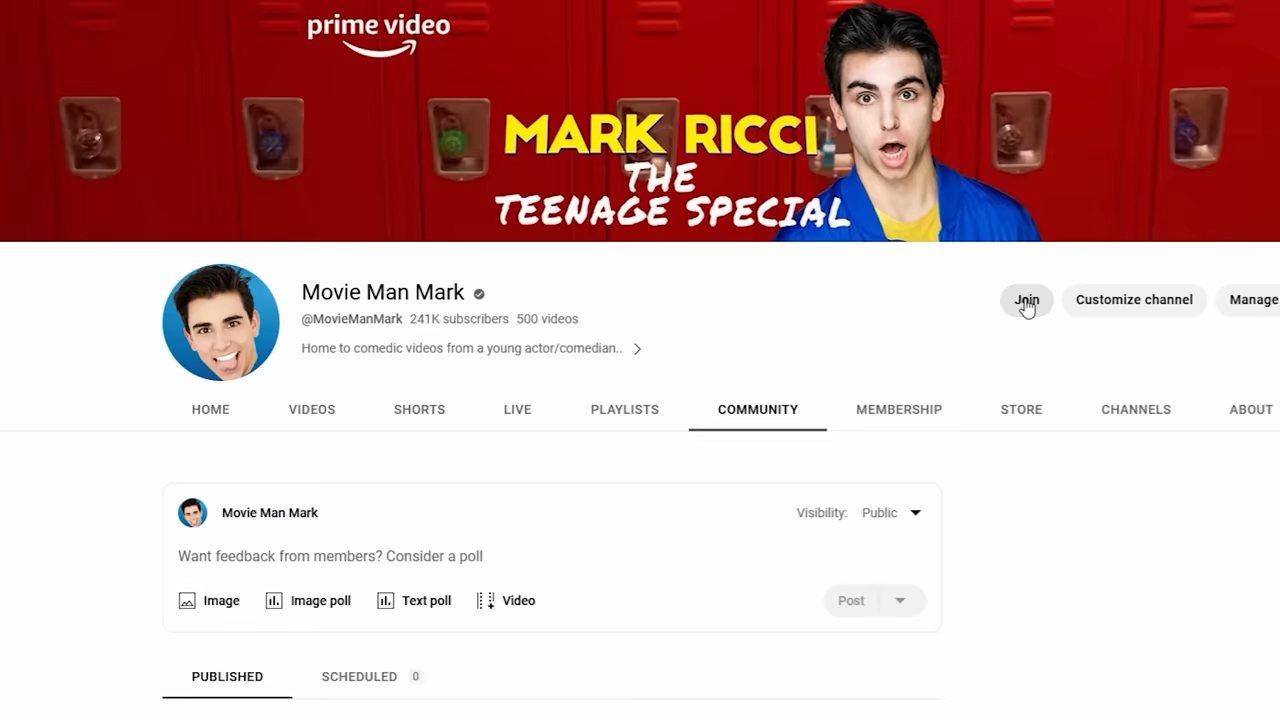 prime video
MARK RICCI
THE
TEENAGE SPECIAL
Movie Man Mark
@MovieManMark 241K subscribers 500 videos
Home to comedic videos from a young actor/comedian..
Join Customize channel Manage
HOME VIDEOS SHORTS LIVE PLAYLISTS COMMUNITY MEMBERSHIP STORE CHANNELS ABOUT
Movie Man Mark Visibility: Public
Want feedback from members? Consider a poll
Image Image poll Text poll Video Post
PUBLISHED SCHEDULED 0